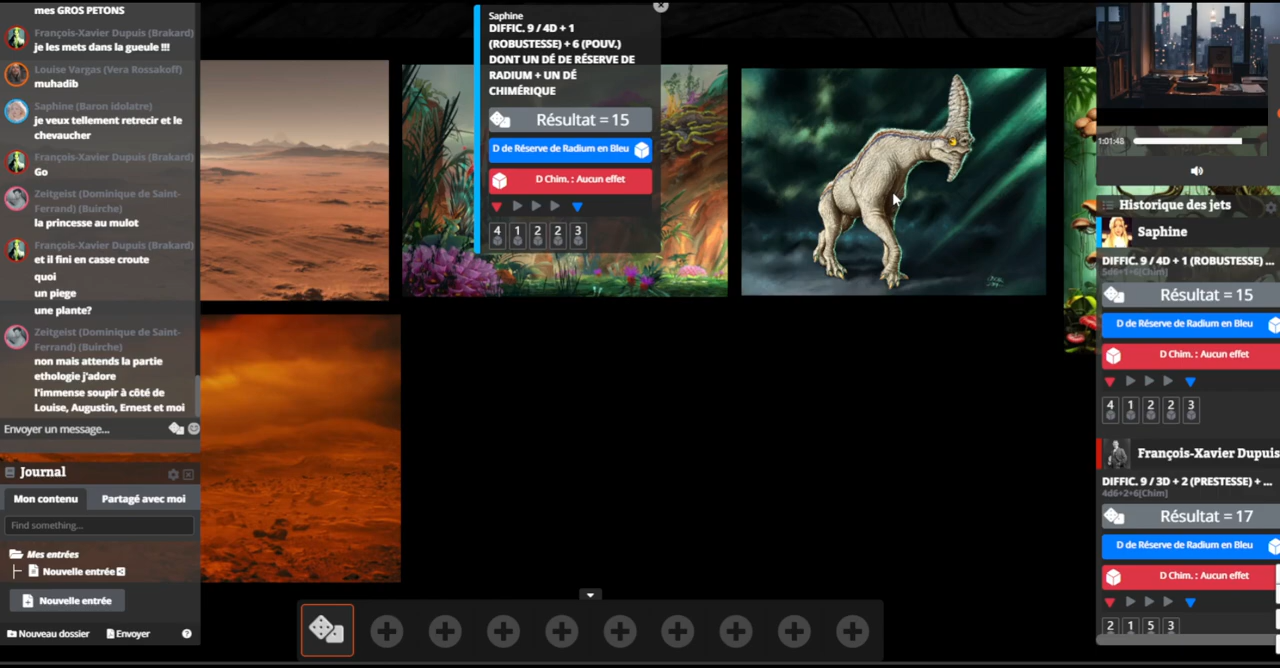 mes GROS PETONS
François-Xavier Dupuis (Brakard)
je les mets dans la gueule !!!
Louise Vargas (Vera Rossakoff)
muhadib
Saphine (Baron idolatre)
je veux tellement retrecir et le
chevaucher
François-Xavier Dupuis (Brakard)
Go
Zeitgeist (Dominique de Saint-
Ferrand) (Buirche)
la princesse au mulot
François-Xavier Dupuis (Brakard)
et il fini en casse croute
quoi
un piege
une plante?
Zeitgeist (Dominique de Saint-
Ferrand) (Buirche)
non mais attends la partie
ethologie j'adore
l'immense soupir à côté de
Louise, Augustin, Ernest et moi
Envoyer un message...
Journal
Mon contenu
Partagé avec moi
Find something...
Mes entrées
Nouvelle entrée
Nouvelle entrée
Nouveau dossier
Envoyer
?
Saphine
DIFFIC. 9 / 4D + 1
(ROBUSTESSE) + 6 (POUV.)
DONT UN DÉ DE RÉSERVE DE
RADIUM + UN DÉ
CHIMÉRIQUE
Résultat = 15
D de Réserve de Radium en Bleu
D Chim. : Aucun effet
4 1 2 2 3
1:01:48
Historique des jets
Saphine
DIFFIC. 9 / 4D + 1 (ROBUSTESSE) ...
5d6+1+6[Chim]
Résultat = 15
D de Réserve de Radium en Bleu
D Chim. : Aucun effet
4 1 2 2 3
François-Xavier Dupuis
DIFFIC. 9 / 3D + 2 (PRESTESSE) + ...
4d6+2+6[Chim]
Résultat = 17
D de Réserve de Radium en Bleu
D Chim. : Aucun effet
2 1 5 3